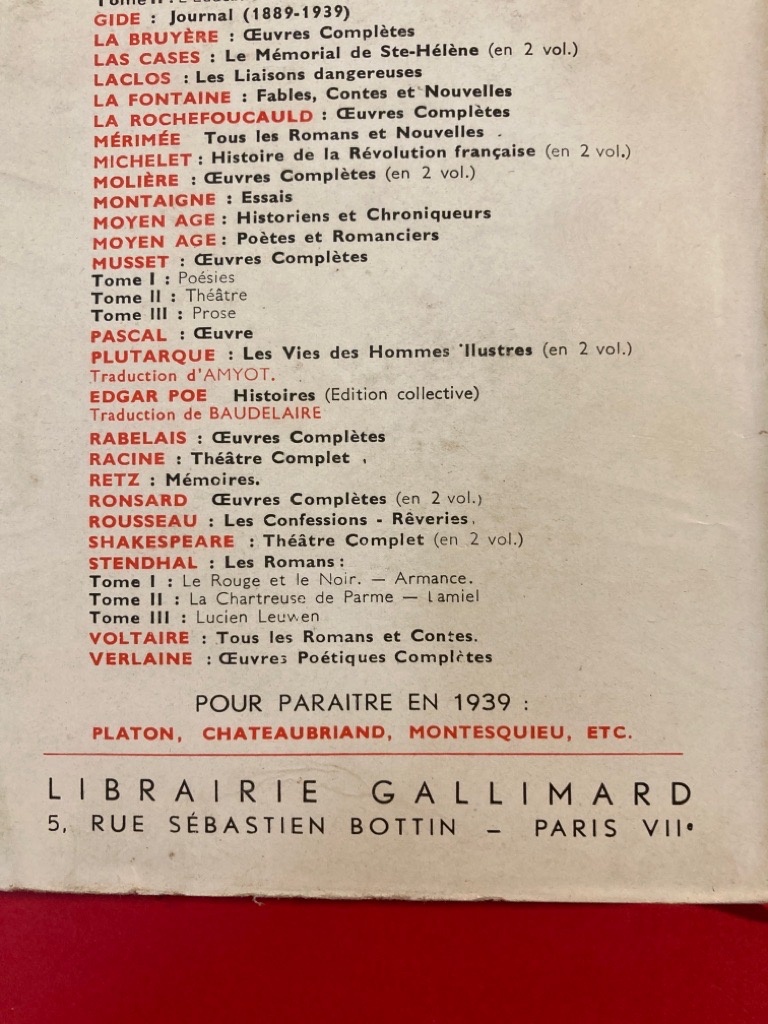 GIDE : Journal (1889-1939)
LA BRUYÈRE : Œuvres Complètes
LAS CASES : Le Mémorial de Ste-Hélène (en 2 vol.)
LACLOS : Les Liaisons dangereuses
LA FONTAINE : Fables, Contes et Nouvelles
LA ROCHEFOUCAULD : Œuvres Complètes
MÉRIMÉE Tous les Romans et Nouvelles .
MICHELET : Histoire de la Révolution française (en 2 vol.)
MOLIÈRE : Œuvres Complètes (en 2 vol.)
MONTAIGNE : Essais
MOYEN AGE : Historiens et Chroniqueurs
MOYEN AGE : Poètes et Romanciers
MUSSET : Œuvres Complètes
Tome I : Poésies
Tome II : Théâtre
Tome III : Prose
PASCAL : Œuvre
PLUTARQUE : Les Vies des Hommes 'llustres (en 2 vol.)
Traduction d'AMYOT.
EDGAR POE Histoires (Edition collective)
Traduction de BAUDELAIRE
RABELAIS : Œuvres Complètes
RACINE : Théâtre Complet .
RETZ : Mémoires.
RONSARD Œuvres Complètes (en 2 vol.)
ROUSSEAU : Les Confessions - Rêveries.
SHAKESPEARE : Théâtre Complet (en 2 vol.)
STENDHAL : Les Romans :
Tome I : Le Rouge et le Noir. — Armance.
Tome II : La Chartreuse de Parme — Lamiel
Tome III : Lucien Leuwen
VOLTAIRE : Tous les Romans et Contes.
VERLAINE : Œuvres Poétiques Complètes
POUR PARAITRE EN 1939 :
PLATON, CHATEAUBRIAND, MONTESQUIEU, ETC.
LIBRAIRIE GALLIMARD
5, RUE SÉBASTIEN BOTTIN – PARIS VIIe